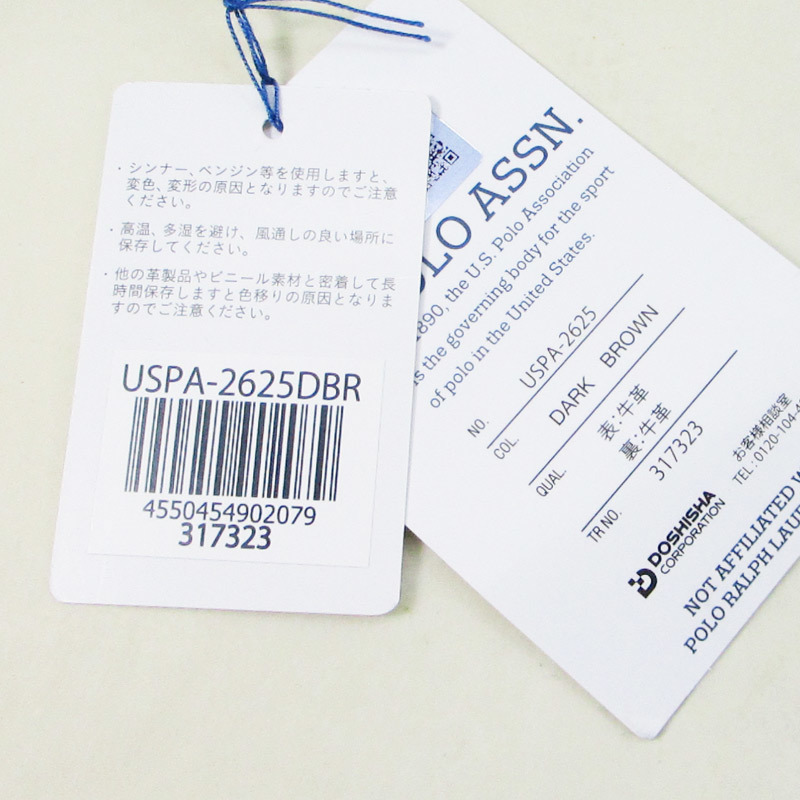 ・シンナー、ベンジン等を使用しますと、
変色、変形の原因となりますのでご注意
ください。
・高温、多湿を避け、風通しの良い場所に
保存してください。
・他の革製品やビニール素材と密着して長
時間保存しますと色移りの原因となりま
すのでご注意ください。
USPA-2625DBR
4550454902079
317323
LO ASSN.
1890, the U.S. Polo Association
is the governing body for the sport
of polo in the United States.
NO. USPA-2625
COL. DARK BROWN
QUAL. 表:牛革
裏:牛革
TR NO. 317323
DOSHISHA
CORPORATION
お客様相談室
TEL:0120-104-
NOT AFFILIATED
POLO RALPH